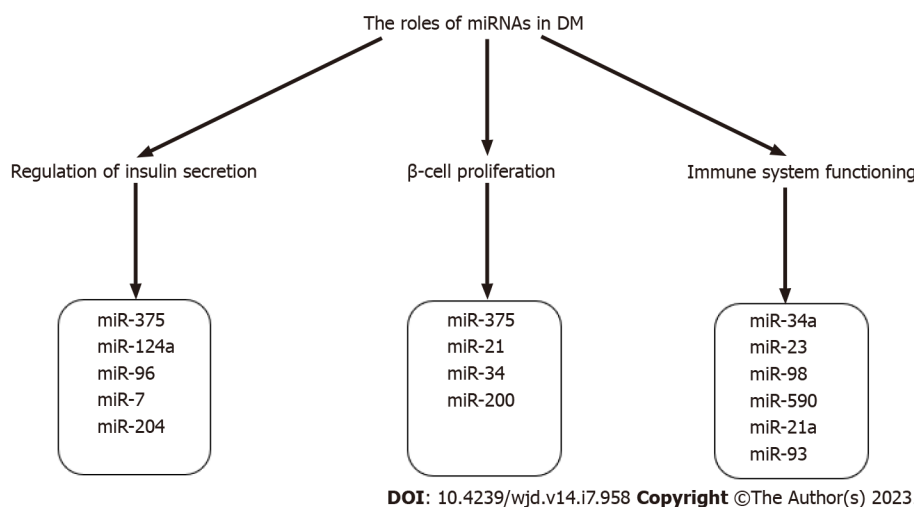 The roles of miRNAs in DM
Regulation of insulin secretion
β-cell proliferation
Immune system functioning
miR-375
miR-124a
miR-96
miR-7
miR-204
miR-375
miR-21
miR-34
miR-200
miR-34a
miR-23
miR-98
miR-590
miR-21a
miR-93
DOI: 10.4239/wjd.v14.i7.958 Copyright ©The Author(s) 2023